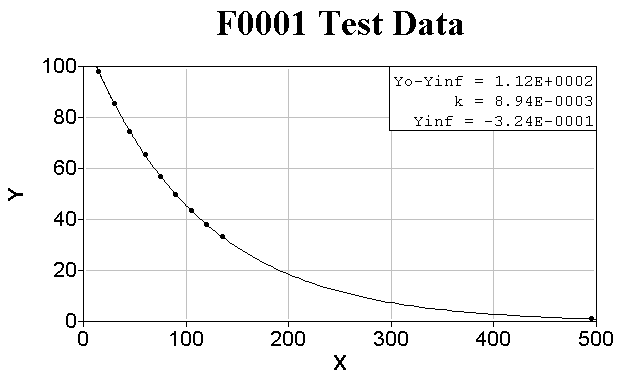 F0001 Test Data
Yo-Yinf = 1.12E+0002
k = 8.94E-0003
Yinf = -3.24E-0001
100
80
60
40
20
0
Y
0 100 200 300 400 500
X